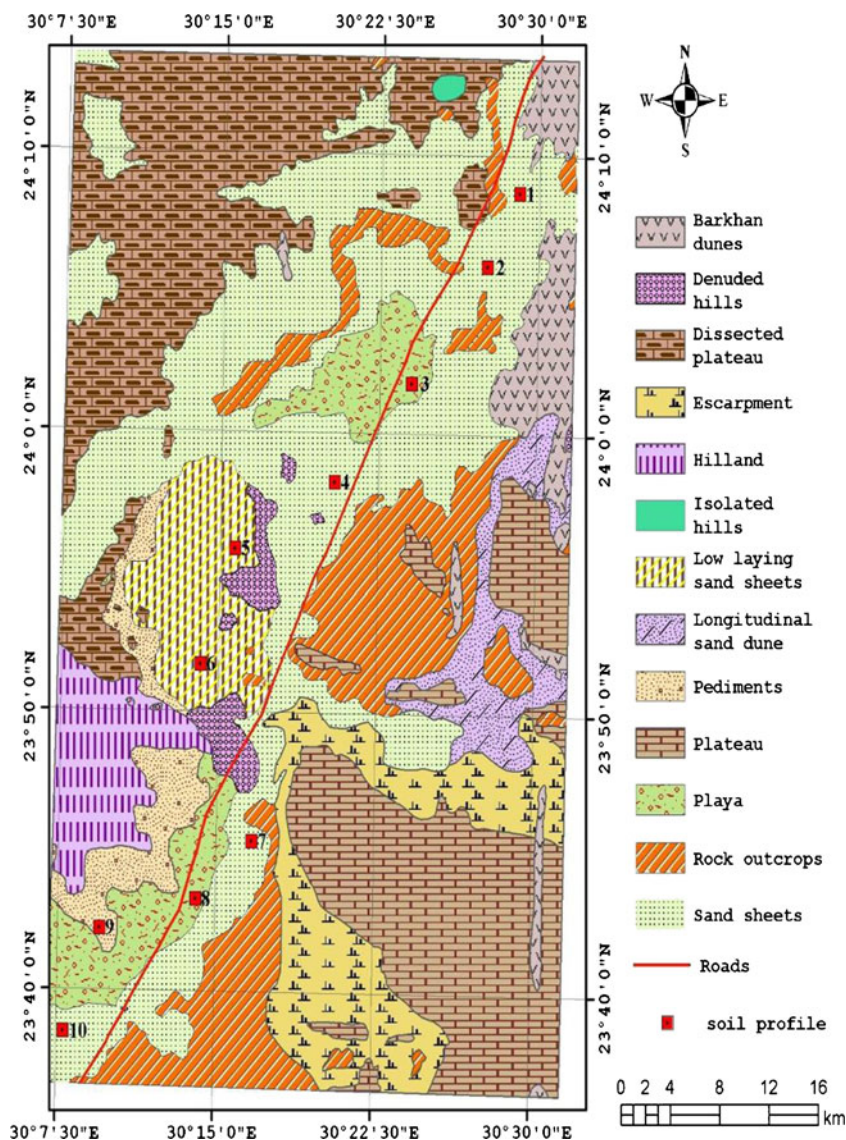 30°7'30"E 30°15'0"E 30°22'30"E 30°30'0"E
24°10'0"N
24°0'0"N
23°50'0"N
23°40'0"N
24°10'0"N
24°0'0"N
23°50'0"N
23°40'0"N
1
2
3
4
5
6
7
8
9
10
30°7'30"E 30°15'0"E 30°22'30"E 30°30'0"E
N
W E
S
Barkhan
dunes
Denuded
hills
Dissected
plateau
Escarpment
Hilland
Isolated
hills
Low laying
sand sheets
Longitudinal
sand dune
Pediments
Plateau
Playa
Rock outcrops
Sand sheets
Roads
soil profile
0 2 4 8 12 16
km